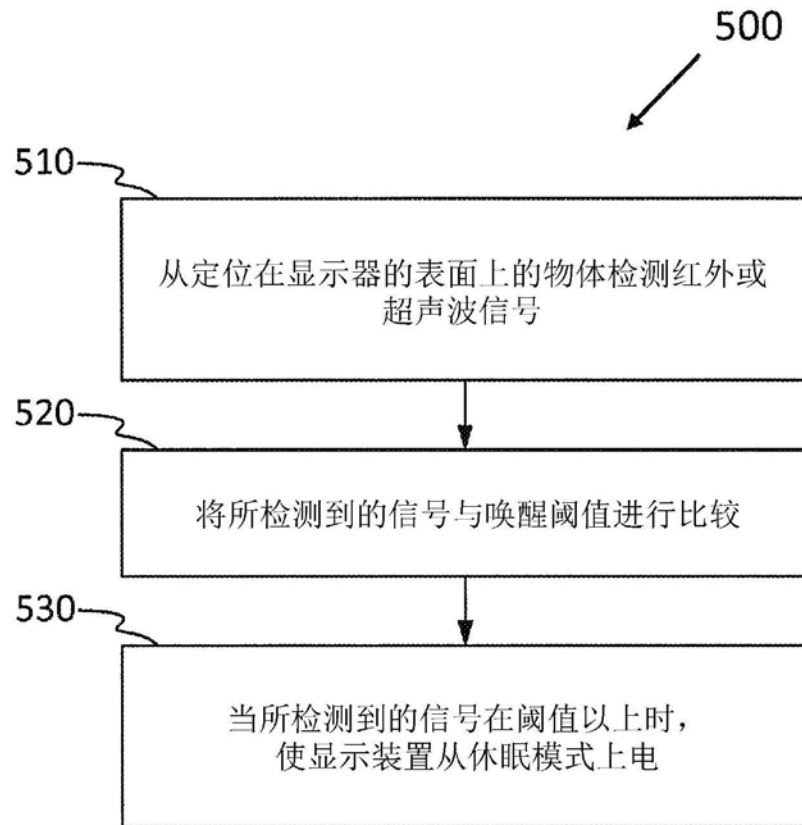 500
510
从定位在显示器的表面上的物体检测红外或
超声波信号
520
将所检测到的信号与唤醒阈值进行比较
530
当所检测到的信号在阈值以上时，
使显示装置从休眠模式上电